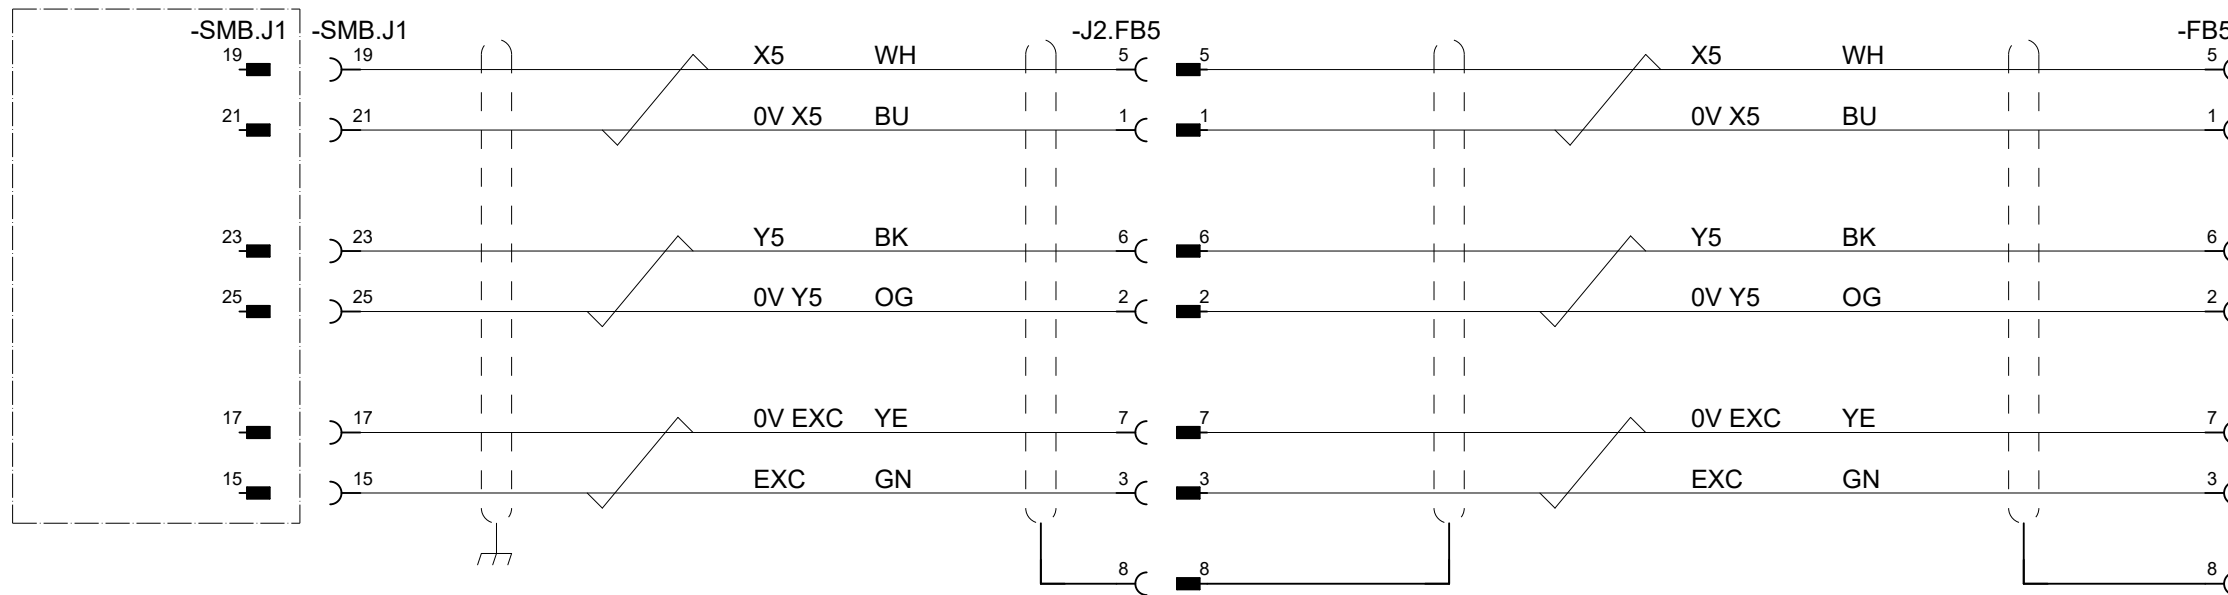 -SMB.J1 -SMB.J1 -J2.FB5 -FB5
19 19 X5 WH 5 5 X5 WH 5
21 21 0V X5 BU 1 1 0V X5 BU 1
23 23 Y5 BK 6 6 Y5 BK 6
25 25 0V Y5 OG 2 2 0V Y5 OG 2
17 17 0V EXC YE 7 7 0V EXC YE 7
15 15 EXC GN 3 3 EXC GN 3
8 8 8